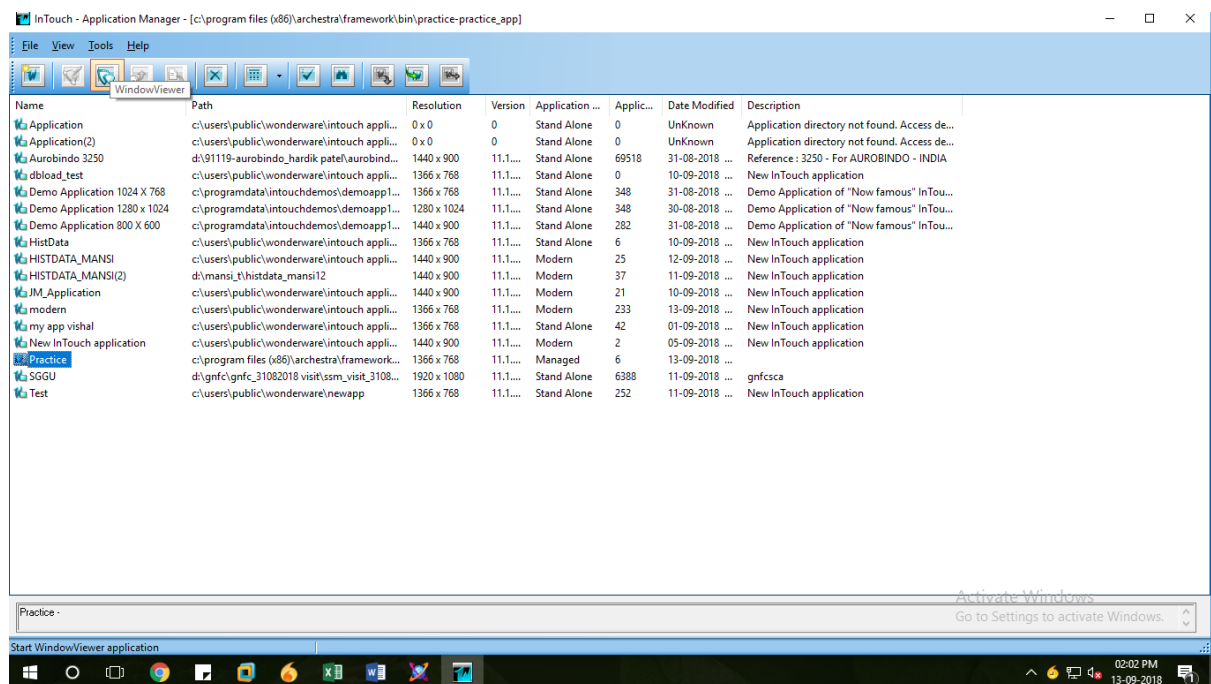 InTouch - Application Manager - [c:\program files (x86)\archestra\framework\bin\practice-practice_app]
File View Tools Help
WindowViewer
Name Path Resolution Version Application ... Applic... Date Modified Description
Application c:\users\public\wonderware\intouch appli... 0 x 0 0 Stand Alone 0 UnKnown Application directory not found. Access de...
Application(2) c:\users\public\wonderware\intouch appli... 0 x 0 0 Stand Alone 0 UnKnown Application directory not found. Access de...
Aurobindo 3250 d:\91119-aurobindo_hardik patel\aurobind... 1440 x 900 11.1.... Stand Alone 69518 31-08-2018 ... Reference : 3250 - For AUROBINDO - INDIA
dbload_test c:\users\public\wonderware\intouch appli... 1366 x 768 11.1.... Stand Alone 0 10-09-2018 ... New InTouch application
Demo Application 1024 X 768 c:\programdata\intouchdemos\demoapp1... 1366 x 768 11.1.... Stand Alone 348 31-08-2018 ... Demo Application of "Now famous" InTou...
Demo Application 1280 x 1024 c:\programdata\intouchdemos\demoapp1... 1280 x 1024 11.1.... Stand Alone 348 30-08-2018 ... Demo Application of "Now famous" InTou...
Demo Application 800 X 600 c:\programdata\intouchdemos\demoapp1... 1440 x 900 11.1.... Stand Alone 282 31-08-2018 ... Demo Application of "Now famous" InTou...
HistData c:\users\public\wonderware\intouch appli... 1366 x 768 11.1.... Stand Alone 6 10-09-2018 ... New InTouch application
HISTDATA_MANSI c:\users\public\wonderware\intouch appli... 1440 x 900 11.1.... Modern 25 12-09-2018 ... New InTouch application
HISTDATA_MANSI(2) d:\mansi_t\histdata_mansi12 1440 x 900 11.1.... Modern 37 11-09-2018 ... New InTouch application
JM_Application c:\users\public\wonderware\intouch appli... 1440 x 900 11.1.... Modern 21 10-09-2018 ... New InTouch application
modern c:\users\public\wonderware\intouch appli... 1366 x 768 11.1.... Modern 233 13-09-2018 ... New InTouch application
my app vishal c:\users\public\wonderware\intouch appli... 1366 x 768 11.1.... Stand Alone 42 01-09-2018 ... New InTouch application
New InTouch application c:\users\public\wonderware\intouch appli... 1440 x 900 11.1.... Modern 2 05-09-2018 ... New InTouch application
Practice c:\program files (x86)\archestra\framework... 1366 x 768 11.1.... Managed 6 13-09-2018 ...
SGGU d:\gnfc\gnfc_31082018 visit\ssm_visit_3108... 1920 x 1080 11.1.... Stand Alone 6388 11-09-2018 ... gnfcsca
Test c:\users\public\wonderware\newapp 1366 x 768 11.1.... Stand Alone 252 11-09-2018 ... New InTouch application
Activate Windows
Practice -
Go to Settings to activate Windows.
Start WindowViewer application
02:02 PM
13-09-2018